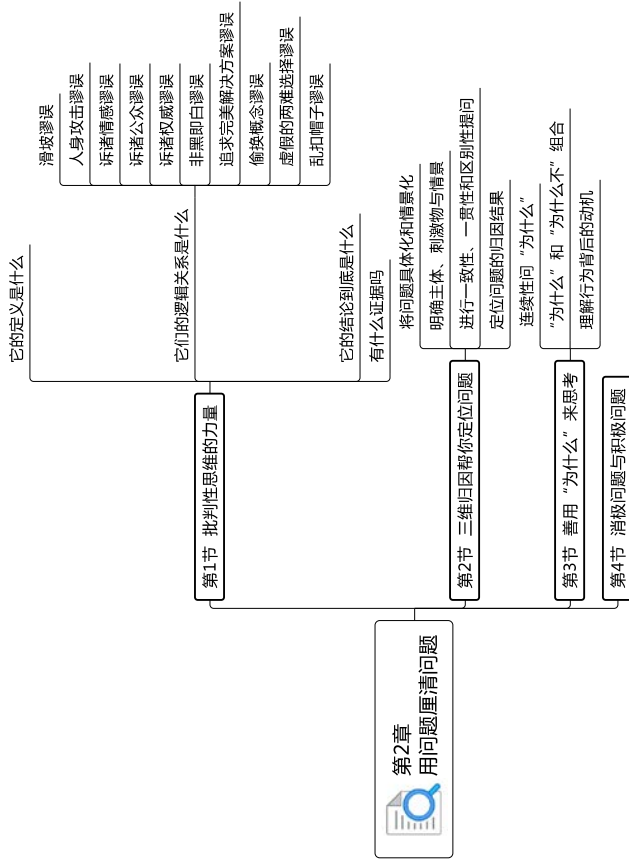 第2章
用问题厘清问题
第1节 批判性思维的力量
它的定义是什么
它们的逻辑关系是什么
滑坡谬误
人身攻击谬误
诉诸情感谬误
诉诸公众谬误
诉诸权威谬误
非黑即白谬误
追求完美解决方案谬误
偷换概念谬误
虚假的两难选择谬误
乱扣帽子谬误
它的结论到底是什么
有什么证据吗
第2节 三维归因帮你定位问题
将问题具体化和情景化
明确主体、刺激物与情景
进行一致性、一贯性和区别性提问
定位问题的归因结果
第3节 善用“为什么”来思考
连续性问“为什么”
“为什么”和“为什么不”组合
理解行为背后的动机
第4节 消极问题与积极问题